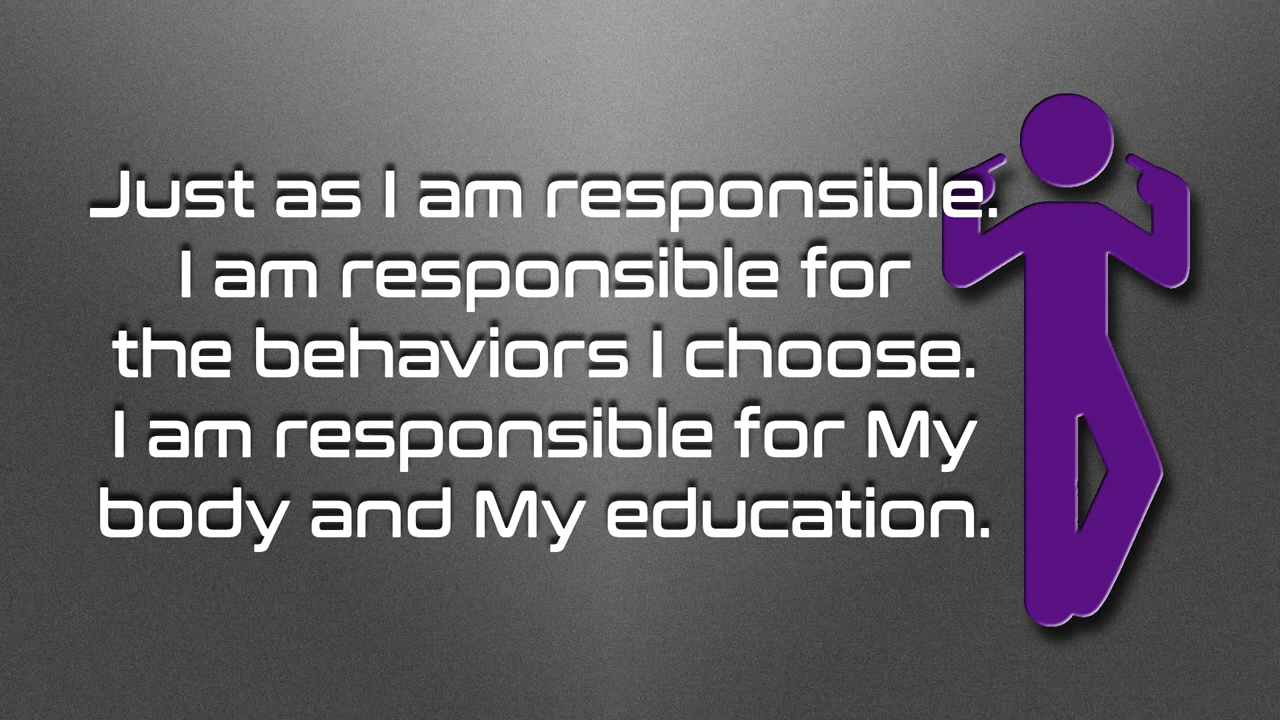 Just as I am responsible.
I am responsible for
the behaviors I choose.
I am responsible for My
body and My education.